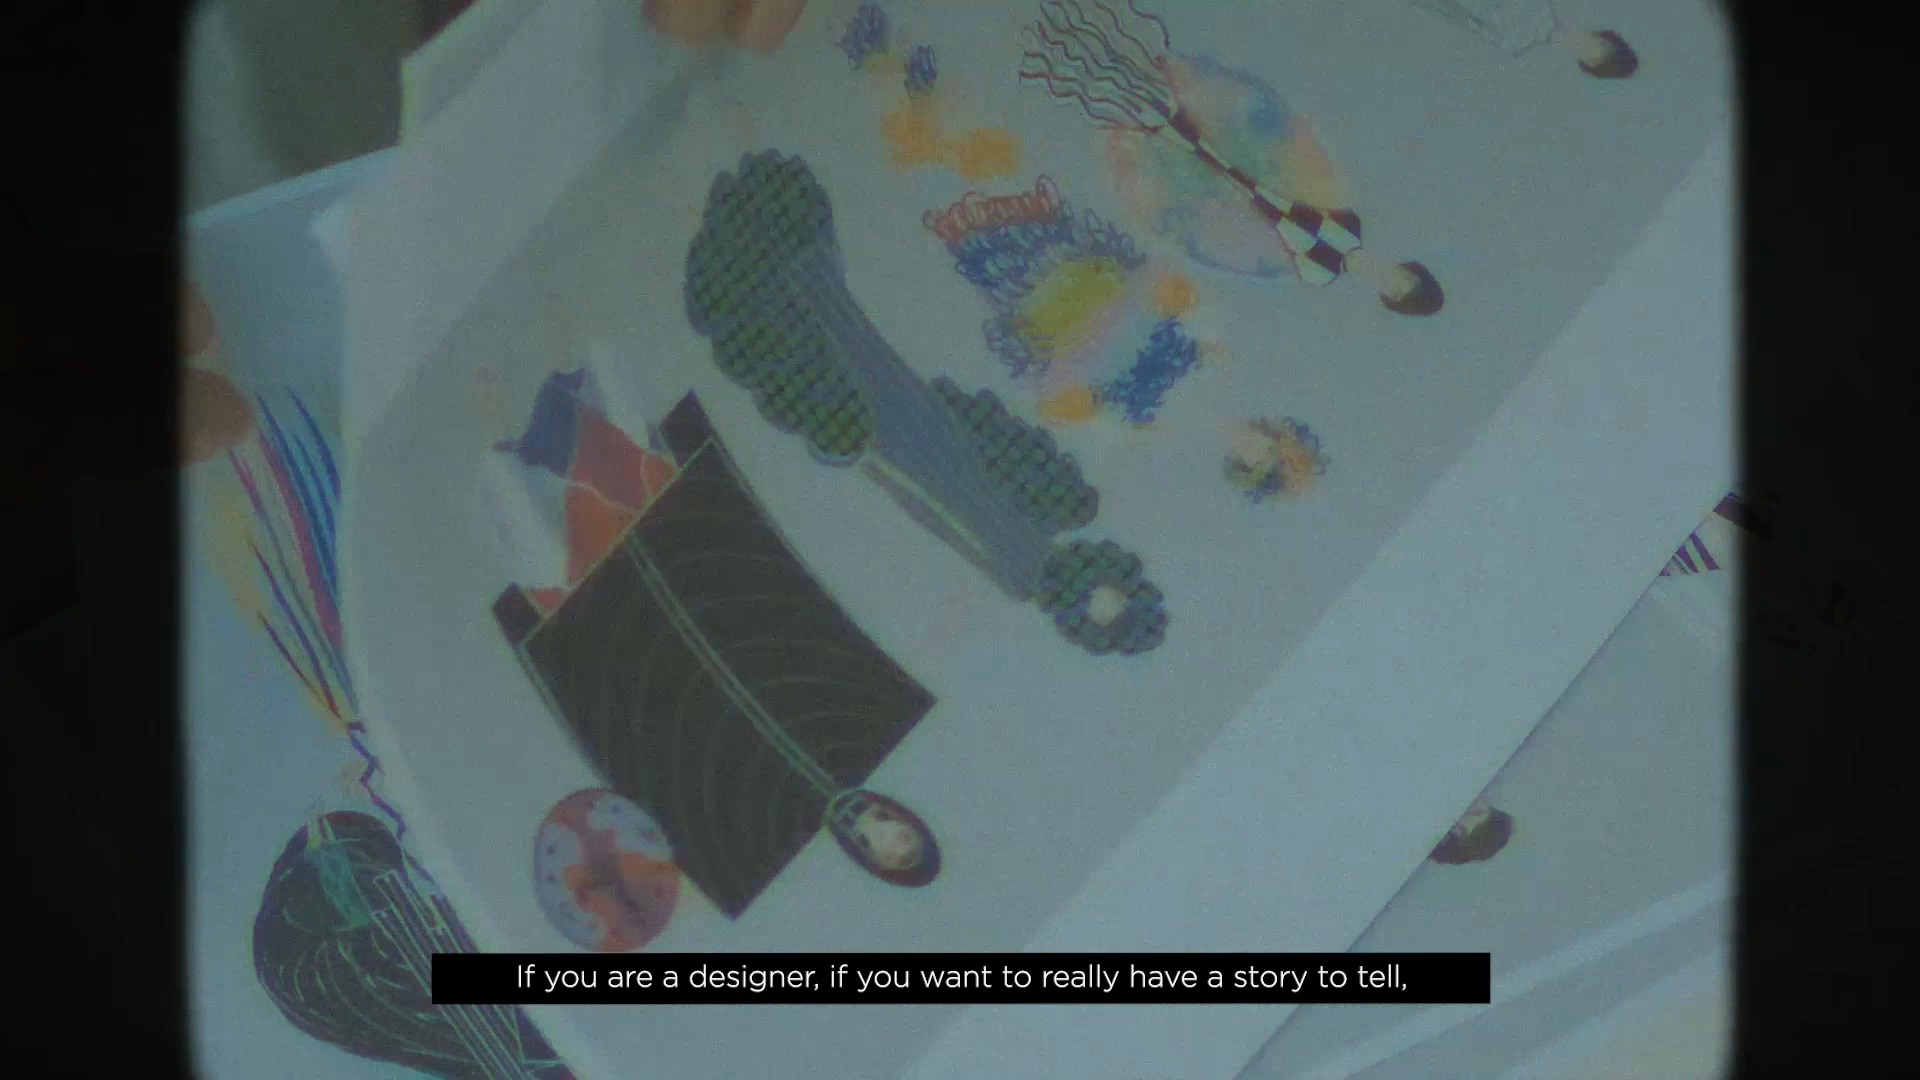 If you are a designer, if you want to really have a story to tell,